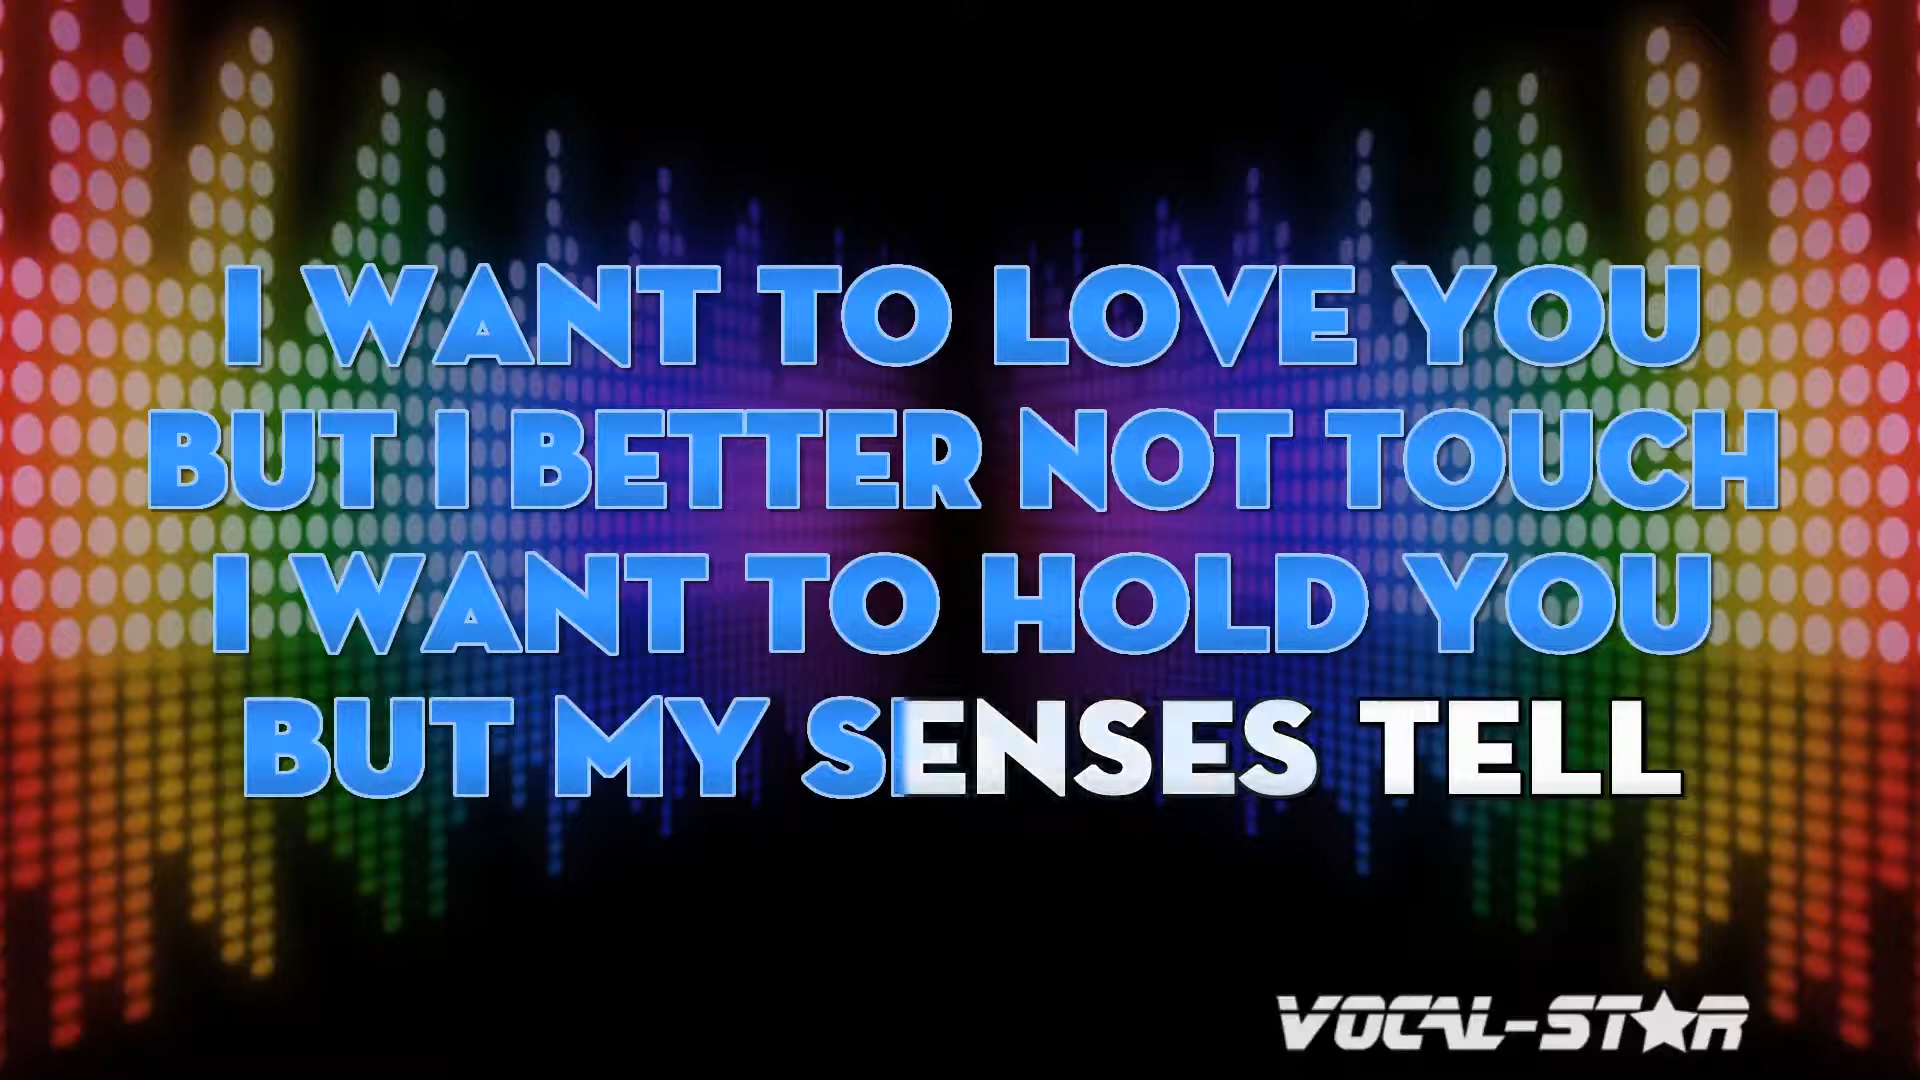 I WANT TO LOVE YOU
BUT I BETTER NOT TOUCH
I WANT TO HOLD YOU
BUT MY SENSES TELL
VOCAL-STAR